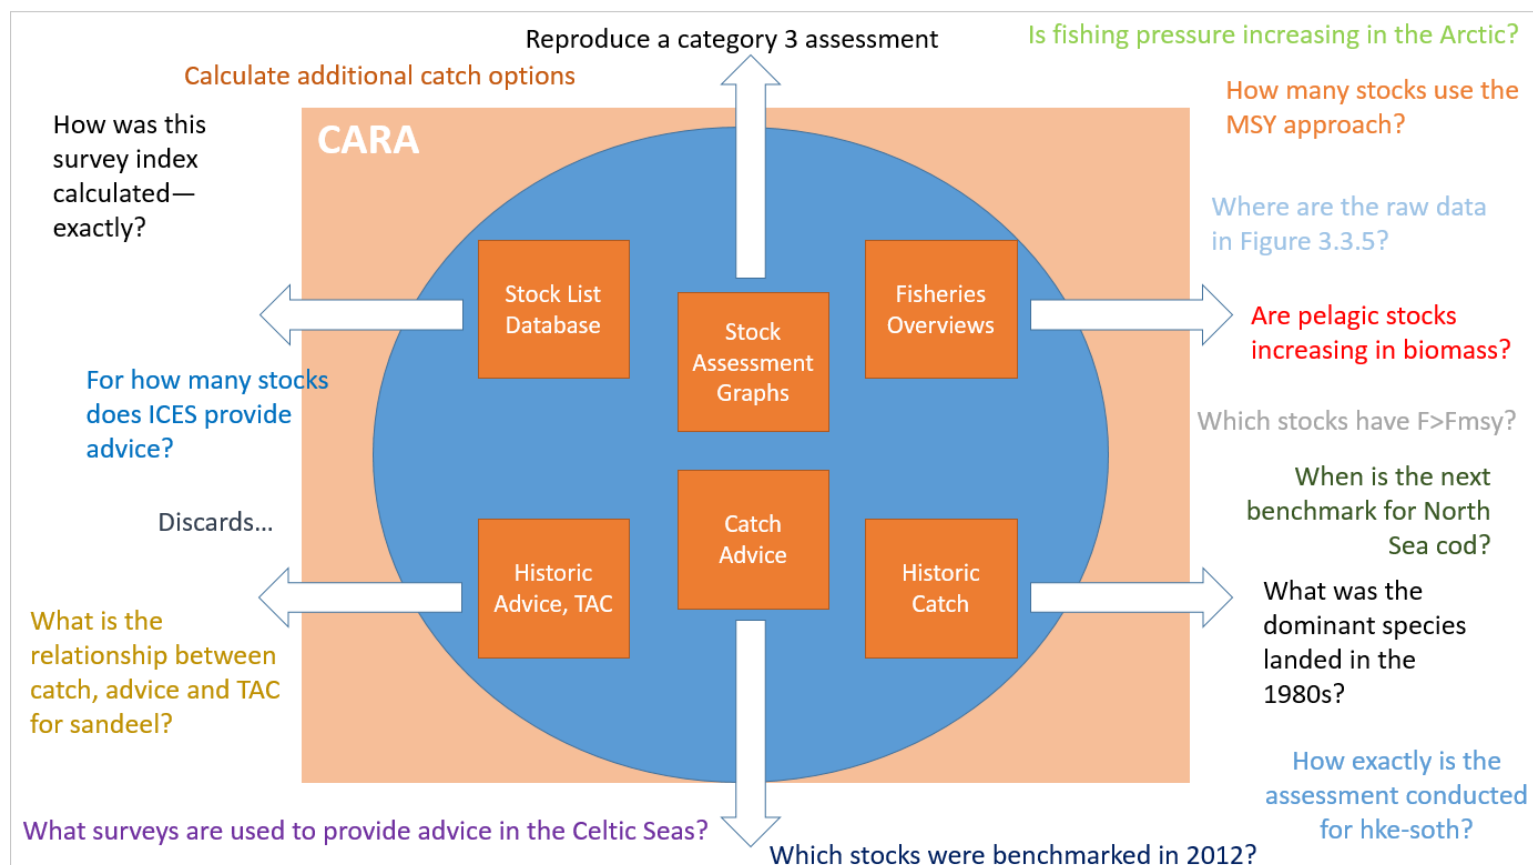 Reproduce a category 3 assessment
Is fishing pressure increasing in the Arctic?
Calculate additional catch options
How many stocks use the
MSY approach?
How was this
survey index
calculated—
exactly?
CARA
Where are the raw data
in Figure 3.3.5?
Stock List
Database
Stock
Assessment
Graphs
Fisheries
Overviews
Are pelagic stocks
increasing in biomass?
For how many stocks
does ICES provide
advice?
Which stocks have F>Fmsy?
When is the next
benchmark for North
Sea cod?
Discards...
Historic
Advice, TAC
Catch
Advice
Historic
Catch
What was the
dominant species
landed in the
1980s?
What is the
relationship between
catch, advice and TAC
for sandeel?
How exactly is the
assessment conducted
for hke-soth?
What surveys are used to provide advice in the Celtic Seas?
Which stocks were benchmarked in 2012?